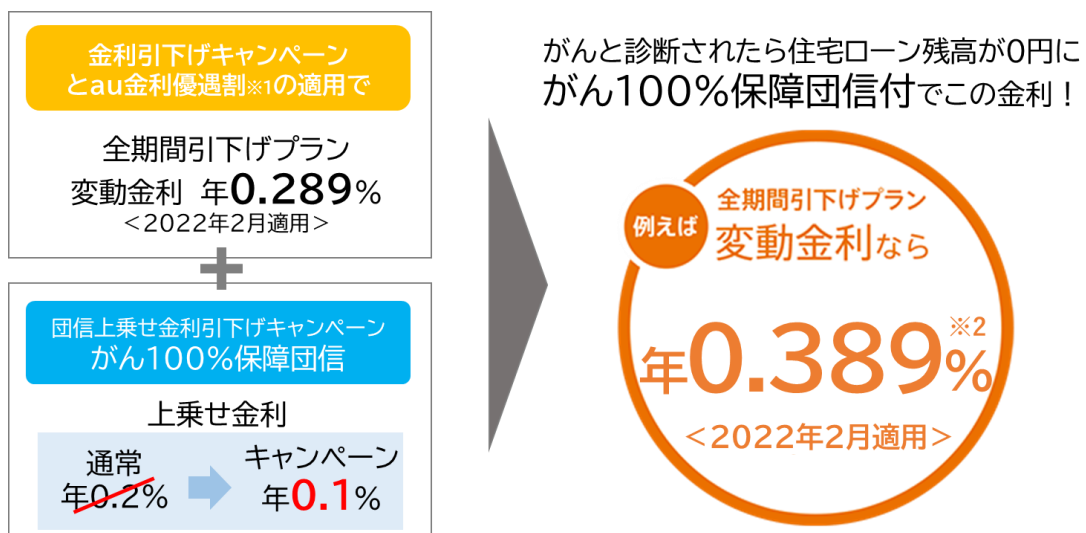 金利引下げキャンペーン
とau金利優遇割※1の適用で
全期間引下げプラン
変動金利 年0.289%
<2022年2月適用>
+
団信上乗せ金利引下げキャンペーン
がん100%保障団信
上乗せ金利
通常
年0.2%
キャンペーン
年0.1%
がんと診断されたら住宅ローン残高が0円に
がん100%保障団信付でこの金利!
例えば
全期間引下げプラン
変動金利なら
年0.389%※2
<2022年2月適用>